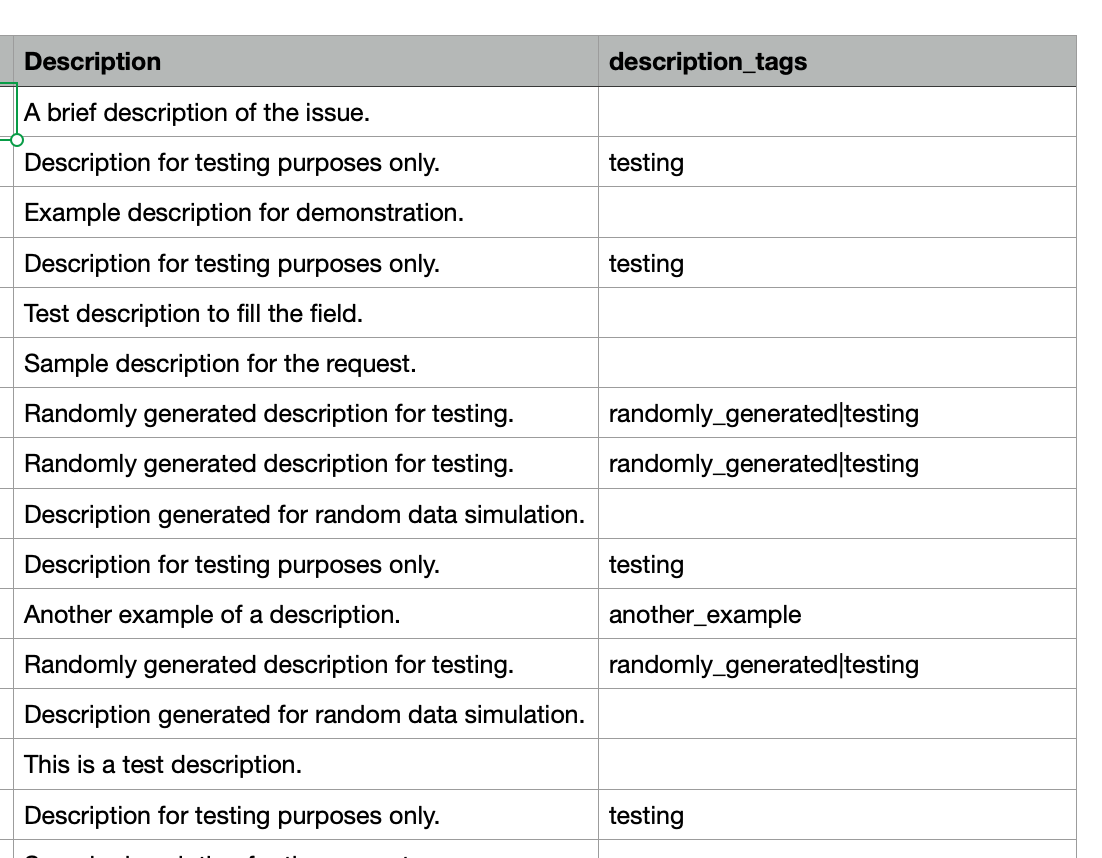 Description description_tags
A brief description of the issue.
Description for testing purposes only. testing
Example description for demonstration.
Description for testing purposes only. testing
Test description to fill the field.
Sample description for the request.
Randomly generated description for testing. randomly_generated|testing
Randomly generated description for testing. randomly_generated|testing
Description generated for random data simulation.
Description for testing purposes only. testing
Another example of a description. another_example
Randomly generated description for testing. randomly_generated|testing
Description generated for random data simulation.
This is a test description.
Description for testing purposes only. testing